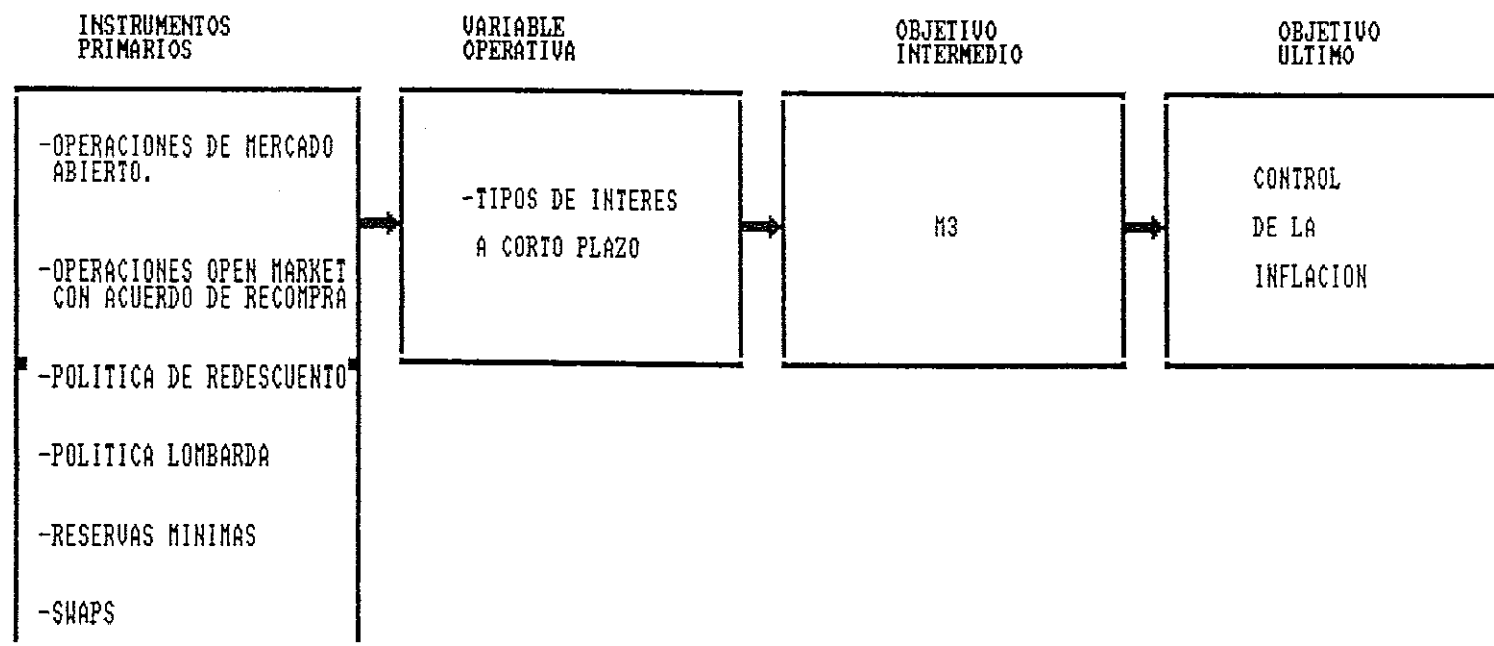 INSTRUMENTOS
PRIMARIOS
VARIABLE
OPERATIVA
OBJETIVO
INTERMEDIO
OBJETIVO
ULTIMO
-OPERACIONES DE MERCADO
ABIERTO.
-OPERACIONES OPEN MARKET
CON ACUERDO DE RECOMPRA
-POLITICA DE REDESCUENTO
-POLITICA LOMBARDA
-RESERVAS MINIMAS
-SWAPS
-TIPOS DE INTERES
A CORTO PLAZO
M3
CONTROL
DE LA
INFLACION